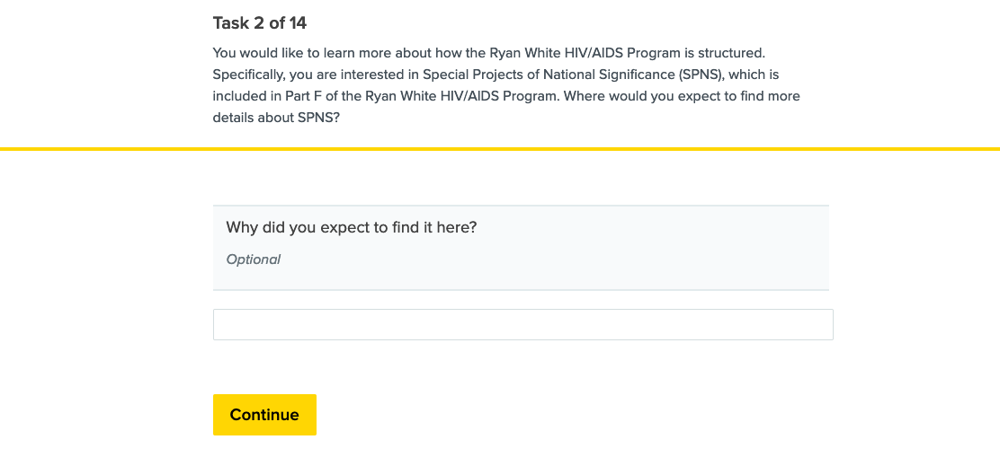 Task 2 of 14
You would like to learn more about how the Ryan White HIV/AIDS Program is structured.
Specifically, you are interested in Special Projects of National Significance (SPNS), which is
included in Part F of the Ryan White HIV/AIDS Program. Where would you expect to find more
details about SPNS?
Why did you expect to find it here?
Optional
Continue